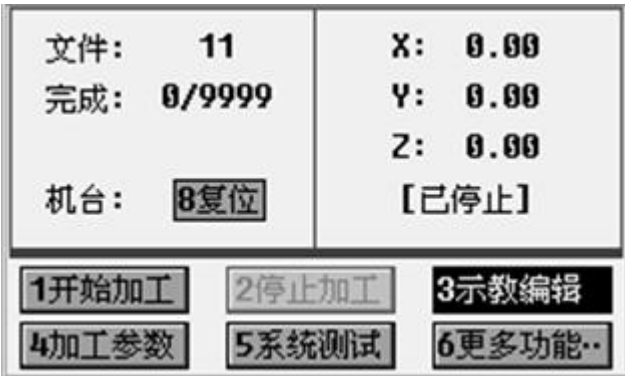 文件: 11
完成: 0/9999
机台: 8复位
X: 0.00
Y: 0.00
Z: 0.00
[已停止]
1开始加工 2停止加工 3示教编辑
4加工参数 5系统测试 6更多功能··